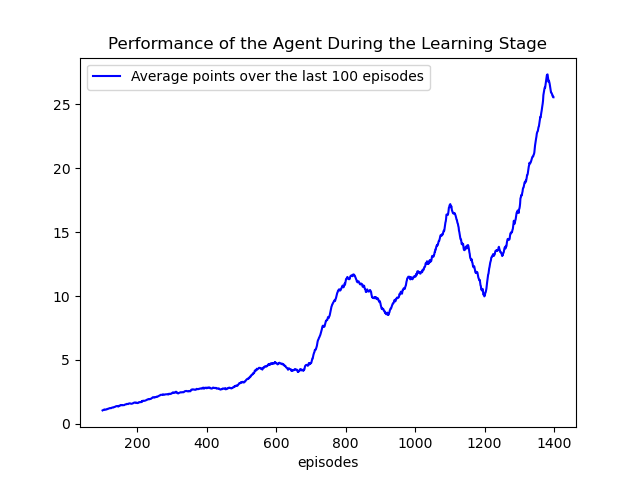 Performance of the Agent During the Learning Stage
Average points over the last 100 episodes
25
20
15
10
5
0
200 400 600 800 1000 1200 1400
episodes